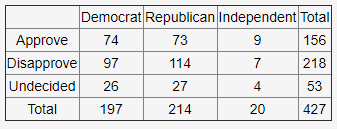 Democrat Republican Independent Total
Approve 74 73 9 156
Disapprove 97 114 7 218
Undecided 26 27 4 53
Total 197 214 20 427